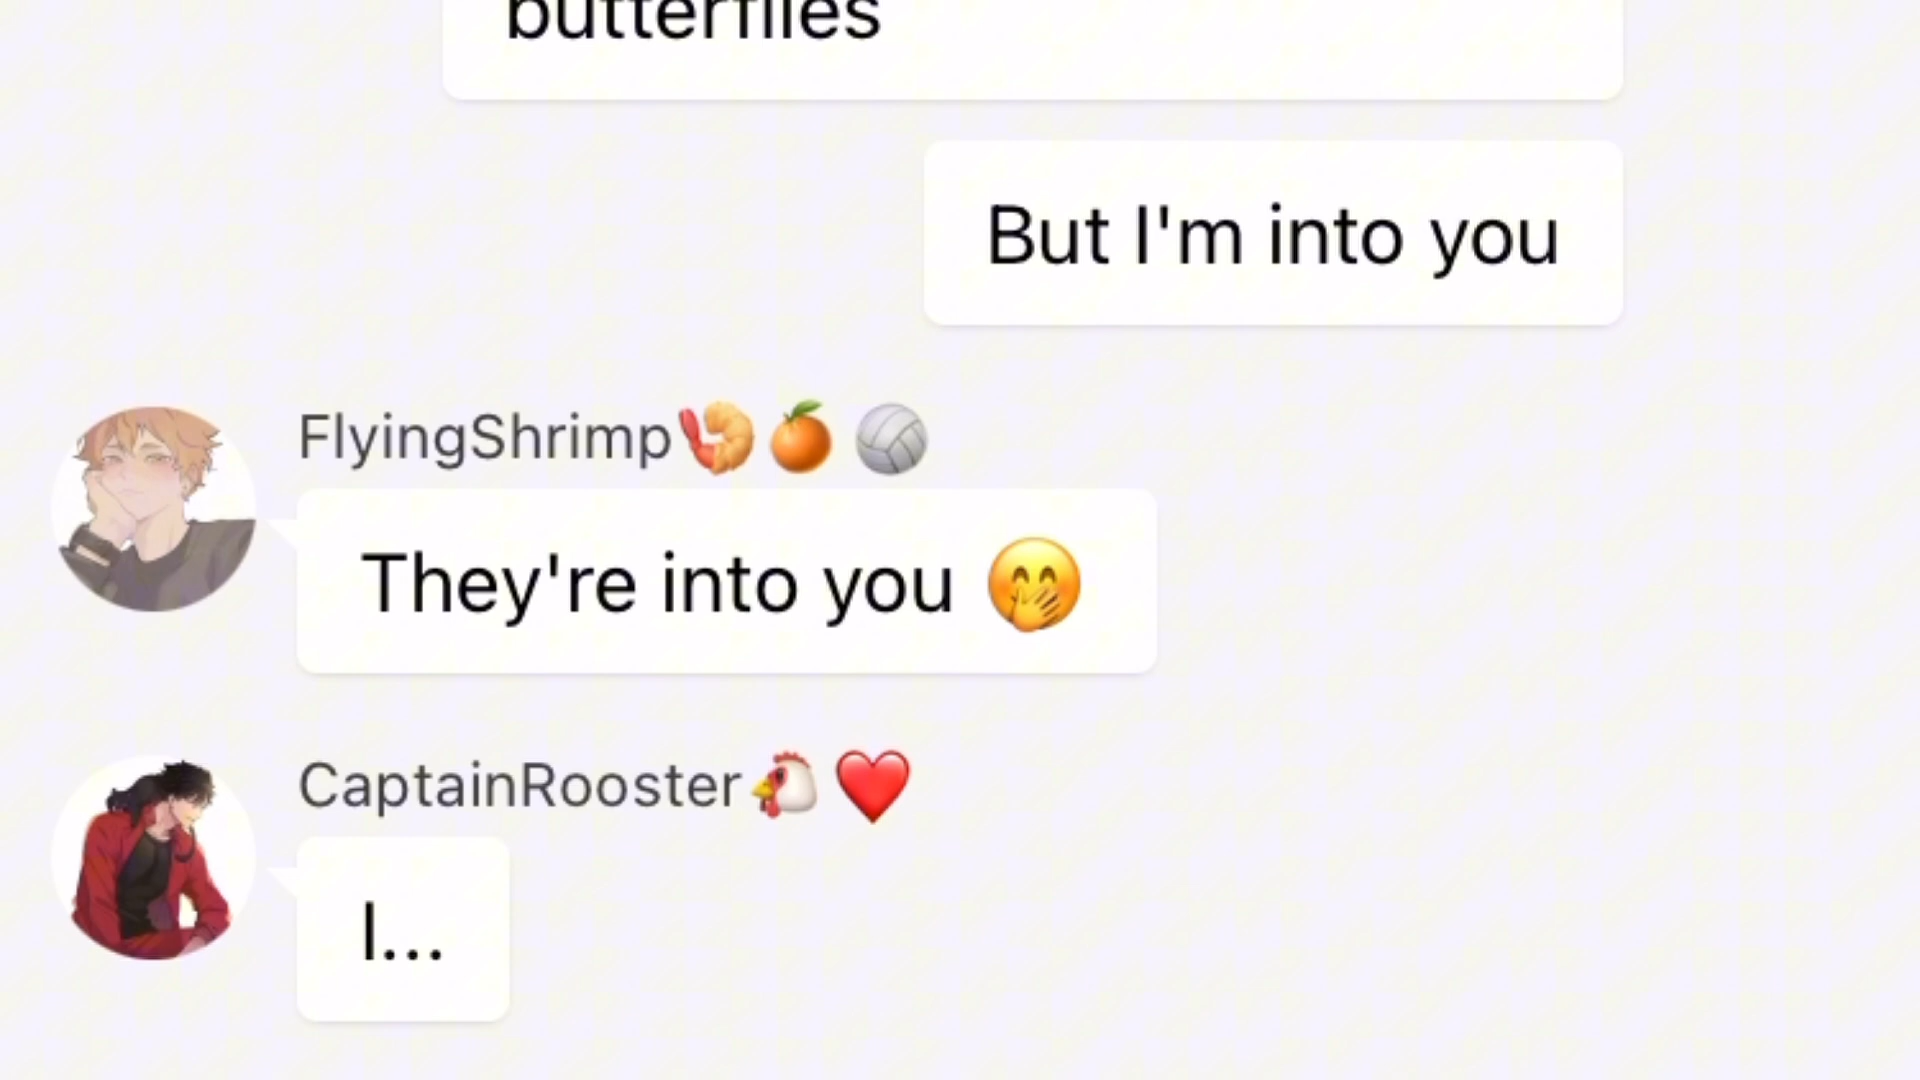 butterflies
But I'm into you
FlyingShrimp🍤🍊🏐
They're into you 🤭
CaptainRooster🐔❤️
I...